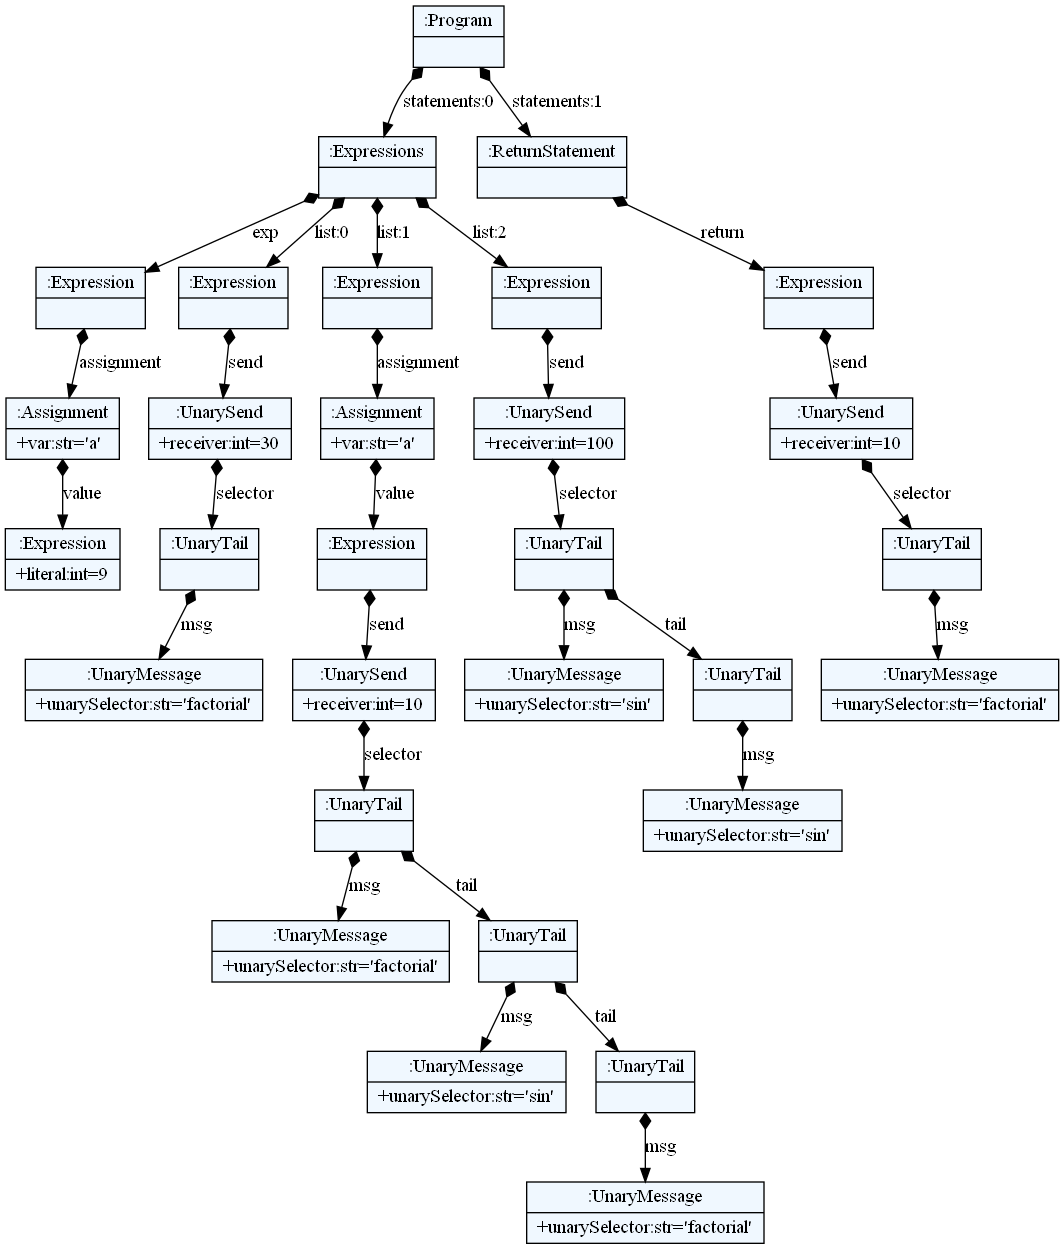 :Program
statements:0
statements:1
:Expressions
:ReturnStatement
exp
list:0
list:1
list:2
return
:Expression
:Expression
:Expression
:Expression
:Expression
assignment
send
assignment
send
send
:Assignment
+var:str='a'
:UnarySend
+receiver:int=30
:Assignment
+var:str='a'
:UnarySend
+receiver:int=100
:UnarySend
+receiver:int=10
value
selector
value
selector
selector
:Expression
+literal:int=9
:UnaryTail
:Expression
:UnaryTail
:UnaryTail
msg
send
msg
tail
msg
:UnaryMessage
+unarySelector:str='factorial'
:UnarySend
+receiver:int=10
:UnaryMessage
+unarySelector:str='sin'
:UnaryTail
:UnaryMessage
+unarySelector:str='factorial'
selector
msg
:UnaryTail
:UnaryMessage
+unarySelector:str='sin'
msg
tail
:UnaryMessage
+unarySelector:str='factorial'
:UnaryTail
msg
tail
:UnaryMessage
+unarySelector:str='sin'
:UnaryTail
msg
:UnaryMessage
+unarySelector:str='factorial'